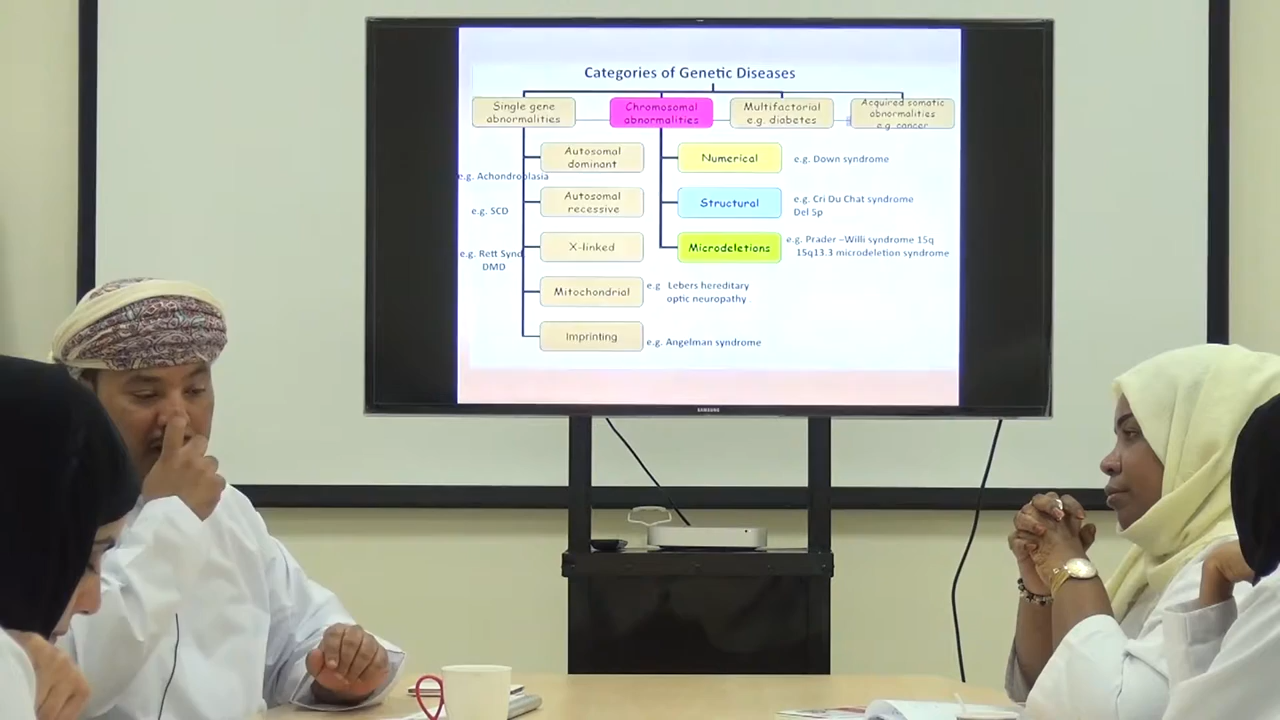 Categories of Genetic Diseases
Single gene
abnormalities
Chromosomal
abnormalities
Multifactorial
e.g. diabetes
Acquired somatic
abnormalities
e.g. cancer
Autosomal
dominant
e.g. Achondroplasia
Autosomal
recessive
e.g. SCD
X-linked
e.g. Rett Synd
DMD
Mitochondrial
e.g Lebers hereditary
optic neuropathy
Imprinting
e.g. Angelman syndrome
Numerical
e.g. Down syndrome
Structural
e.g. Cri Du Chat syndrome
Del 5p
Microdeletions
e.g. Prader –Willi syndrome 15q
15q13.3 microdeletion syndrome
SAMSUNG